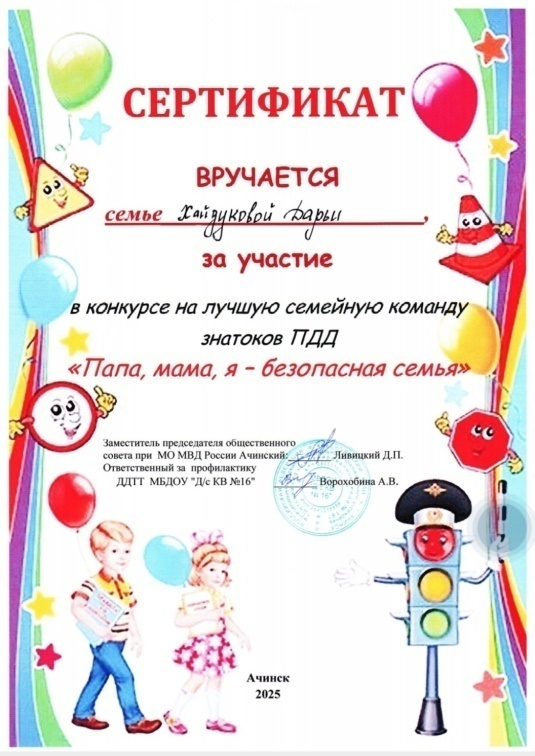 СЕРТИФИКАТ
ВРУЧАЕТСЯ
семье Хайдуковой Дарьи,
за участие
в конкурсе на лучшую семейную команду
знатоков ПДД
«Папа, мама, я – безопасная семья»
Заместитель председателя общественного
совета при МО МВД России Ачинский: Ливицкий Д.П.
Ответственный за профилактику
ДДТТ МБДОУ "Д/с КВ №16" Ворохобина А.В.
Ачинск
2025